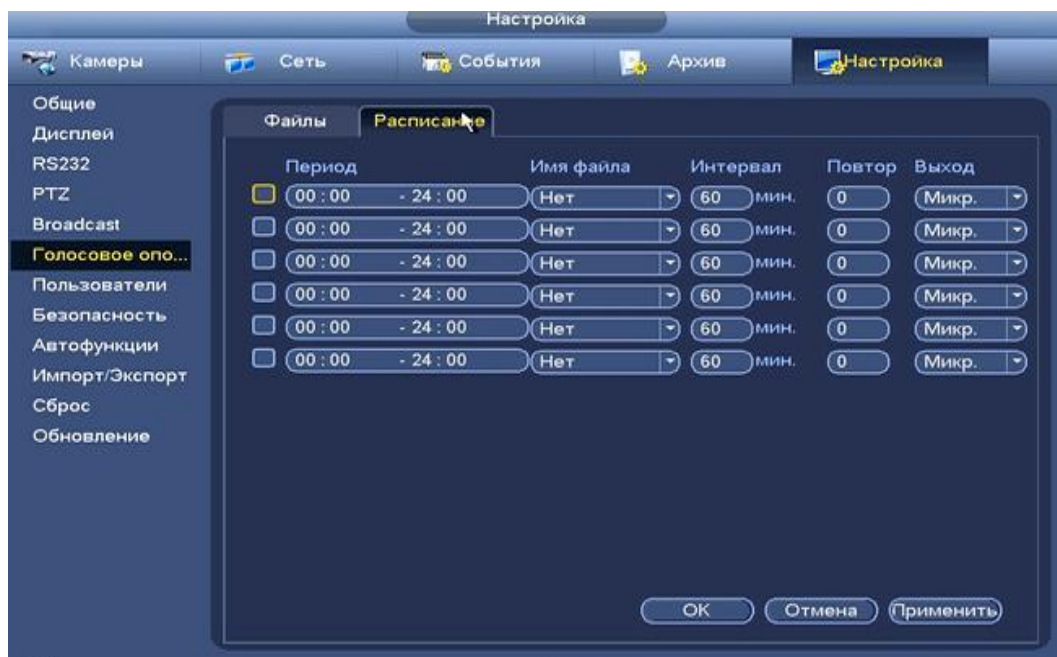 Настройка
Камеры Сеть События Архив Настройка
Общие
Дисплей
RS232
PTZ
Broadcast
Голосовое опо...
Пользователи
Безопасность
Автофункции
Импорт/Экспорт
Сброс
Обновление
Файлы Расписание
Период Имя файла Интервал Повтор Выход
00 : 00 - 24 : 00 Нет 60 мин. 0 Микр.
00 : 00 - 24 : 00 Нет 60 мин. 0 Микр.
00 : 00 - 24 : 00 Нет 60 мин. 0 Микр.
00 : 00 - 24 : 00 Нет 60 мин. 0 Микр.
00 : 00 - 24 : 00 Нет 60 мин. 0 Микр.
00 : 00 - 24 : 00 Нет 60 мин. 0 Микр.
OK Отмена Применить